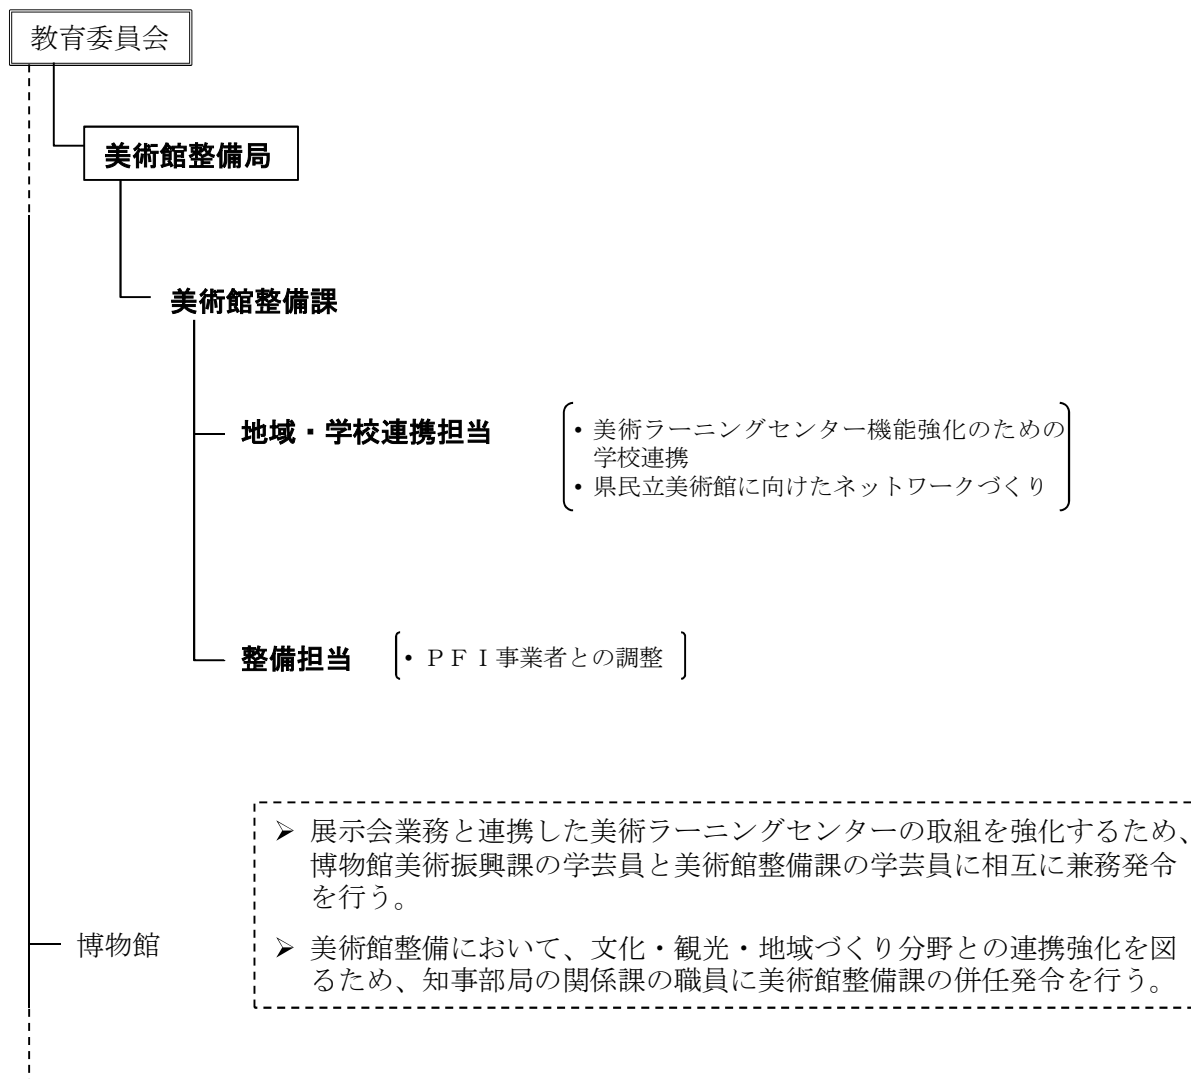 教育委員会
美術館整備局
美術館整備課
地域・学校連携担当
・美術ラーニングセンター機能強化のための
学校連携
・県民立美術館に向けたネットワークづくり
整備担当
・ＰＦＩ事業者との調整
➢ 展示会業務と連携した美術ラーニングセンターの取組を強化するため、
博物館美術振興課の学芸員と美術館整備課の学芸員に相互に兼務発令
を行う。
博物館
➢ 美術館整備において、文化・観光・地域づくり分野との連携強化を図
るため、知事部局の関係課の職員に美術館整備課の併任発令を行う。